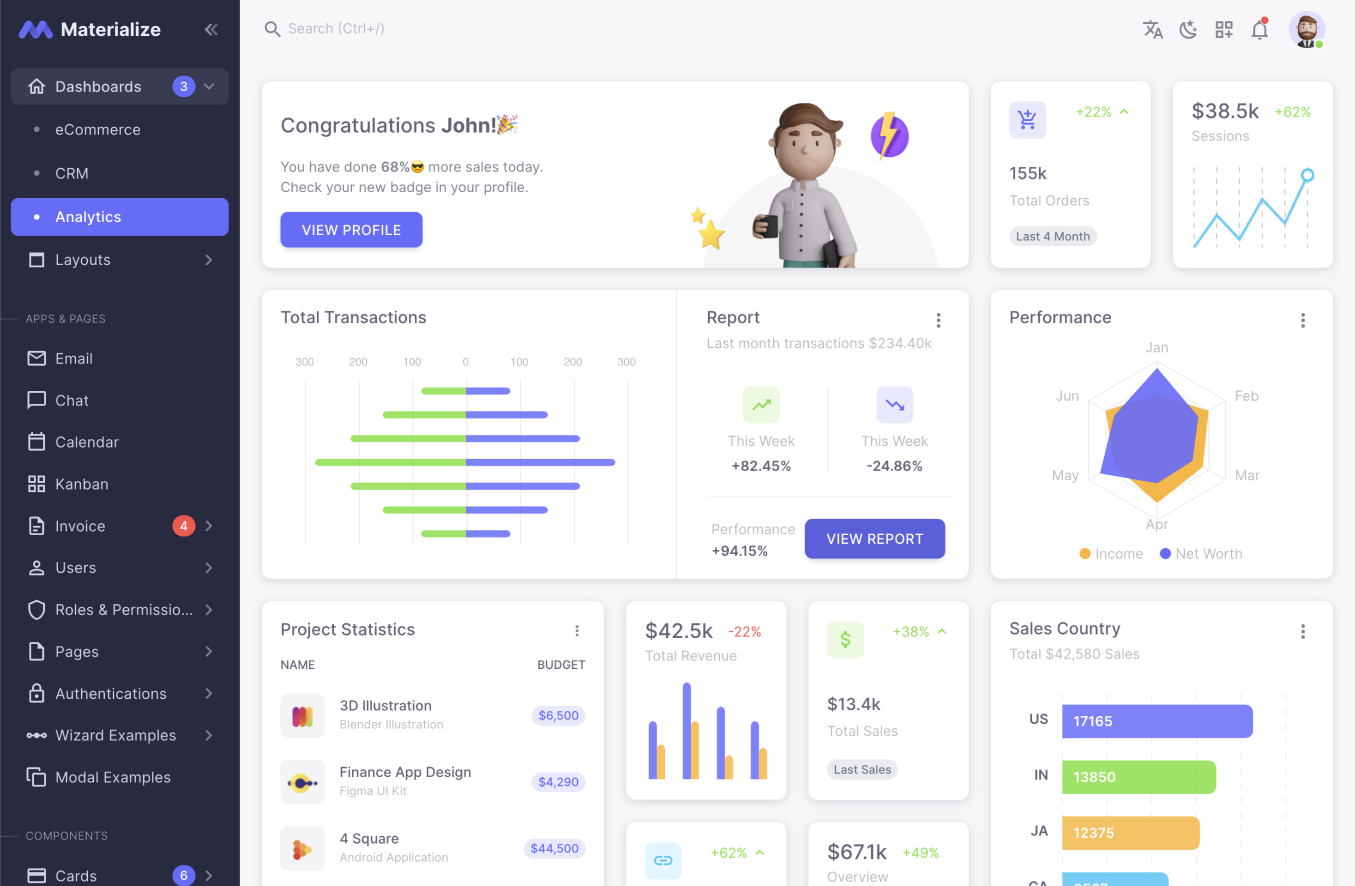 Materialize
Dashboards 3
eCommerce
CRM
Analytics
Layouts
APPS & PAGES
Email
Chat
Calendar
Kanban
Invoice 4
Users
Roles & Permissio...
Pages
Authentications
Wizard Examples
Modal Examples
COMPONENTS
Cards 6
Search (Ctrl+/)
Congratulations John!🎉
You have done 68%😎 more sales today.
Check your new badge in your profile.
VIEW PROFILE
+22%
155k
Total Orders
Last 4 Month
$38.5k +62%
Sessions
Total Transactions
300 200 100 0 100 200 300
Report
Last month transactions $234.40k
This Week
+82.45%
This Week
-24.86%
Performance
+94.15%
VIEW REPORT
Performance
Jan
Feb
Mar
Apr
May
Jun
Income Net Worth
Project Statistics
NAME BUDGET
3D Illustration
Blender Illustration
$6,500
Finance App Design
Figma UI Kit
$4,290
4 Square
Android Application
$44,500
$42.5k -22%
Total Revenue
+38%
$
$13.4k
Total Sales
Last Sales
+62%
$67.1k +49%
Overview
Sales Country
Total $42,580 Sales
US 17165
IN 13850
JA 12375